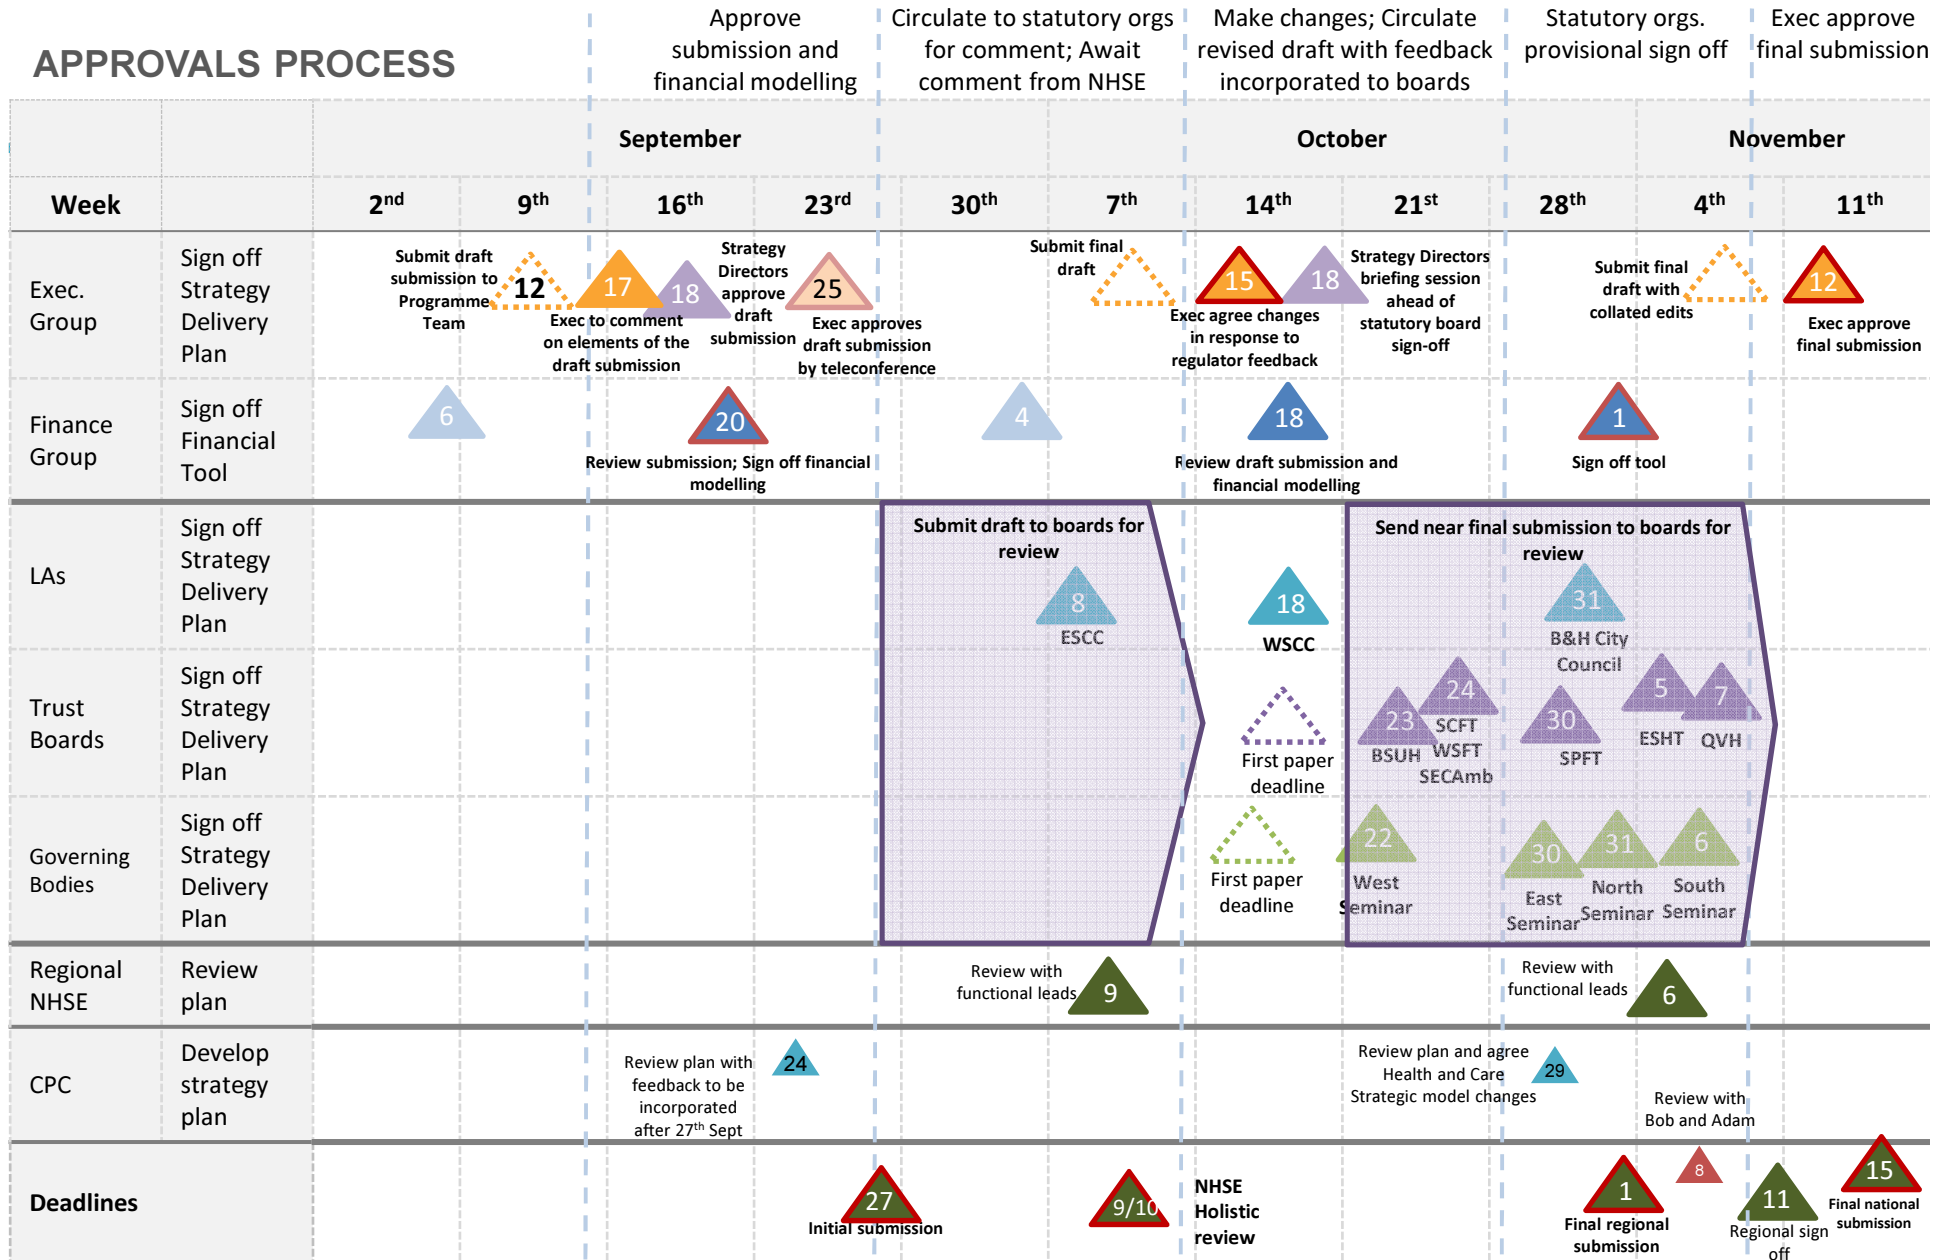 APPROVALS PROCESS
Approve
submission and
financial modelling
Circulate to statutory orgs
for comment; Await
comment from NHSE
Make changes; Circulate
revised draft with feedback
incorporated to boards
Statutory orgs.
provisional sign off
Exec approve
final submission
September
October
November
Week
2nd
9th
16th
23rd
30th
7th
14th
21st
28th
4th
11th
Exec.
Group
Sign off
Strategy
Delivery
Plan
Submit draft
submission to
Programme
Team
12
17
Exec to comment
on elements of the
draft submission
18
Strategy
Directors
approve
draft
submission
25
Exec approves
draft submission
by teleconference
Submit final
draft
15
Exec agree changes
in response to
regulator feedback
18
Strategy Directors
briefing session
ahead of
statutory board
sign-off
Submit final
draft with
collated edits
12
Exec approve
final submission
Finance
Group
Sign off
Financial
Tool
6
20
Review submission; Sign off financial
modelling
4
18
Review draft submission and
financial modelling
1
Sign off tool
LAs
Sign off
Strategy
Delivery
Plan
Submit draft to boards for
review
8
ESCC
18
WSCC
Send near final submission to boards for
review
31
B&H City
Council
Trust
Boards
Sign off
Strategy
Delivery
Plan
First paper
deadline
23
BSUH
24
SCFT
WSFT
SECAmb
30
SPFT
5
ESHT
7
QVH
Governing
Bodies
Sign off
Strategy
Delivery
Plan
First paper
deadline
22
West
Seminar
30
East
Seminar
31
North
Seminar
6
South
Seminar
Regional
NHSE
Review
plan
Review with
functional leads
9
Review with
functional leads
6
CPC
Develop
strategy
plan
Review plan with
feedback to be
incorporated
after 27th Sept
24
Review plan and agree
Health and Care
Strategic model changes
29
Review with
Bob and Adam
8
Deadlines
27
Initial submission
9/10
NHSE
Holistic
review
1
Final regional
submission
11
Regional sign
off
15
Final national
submission